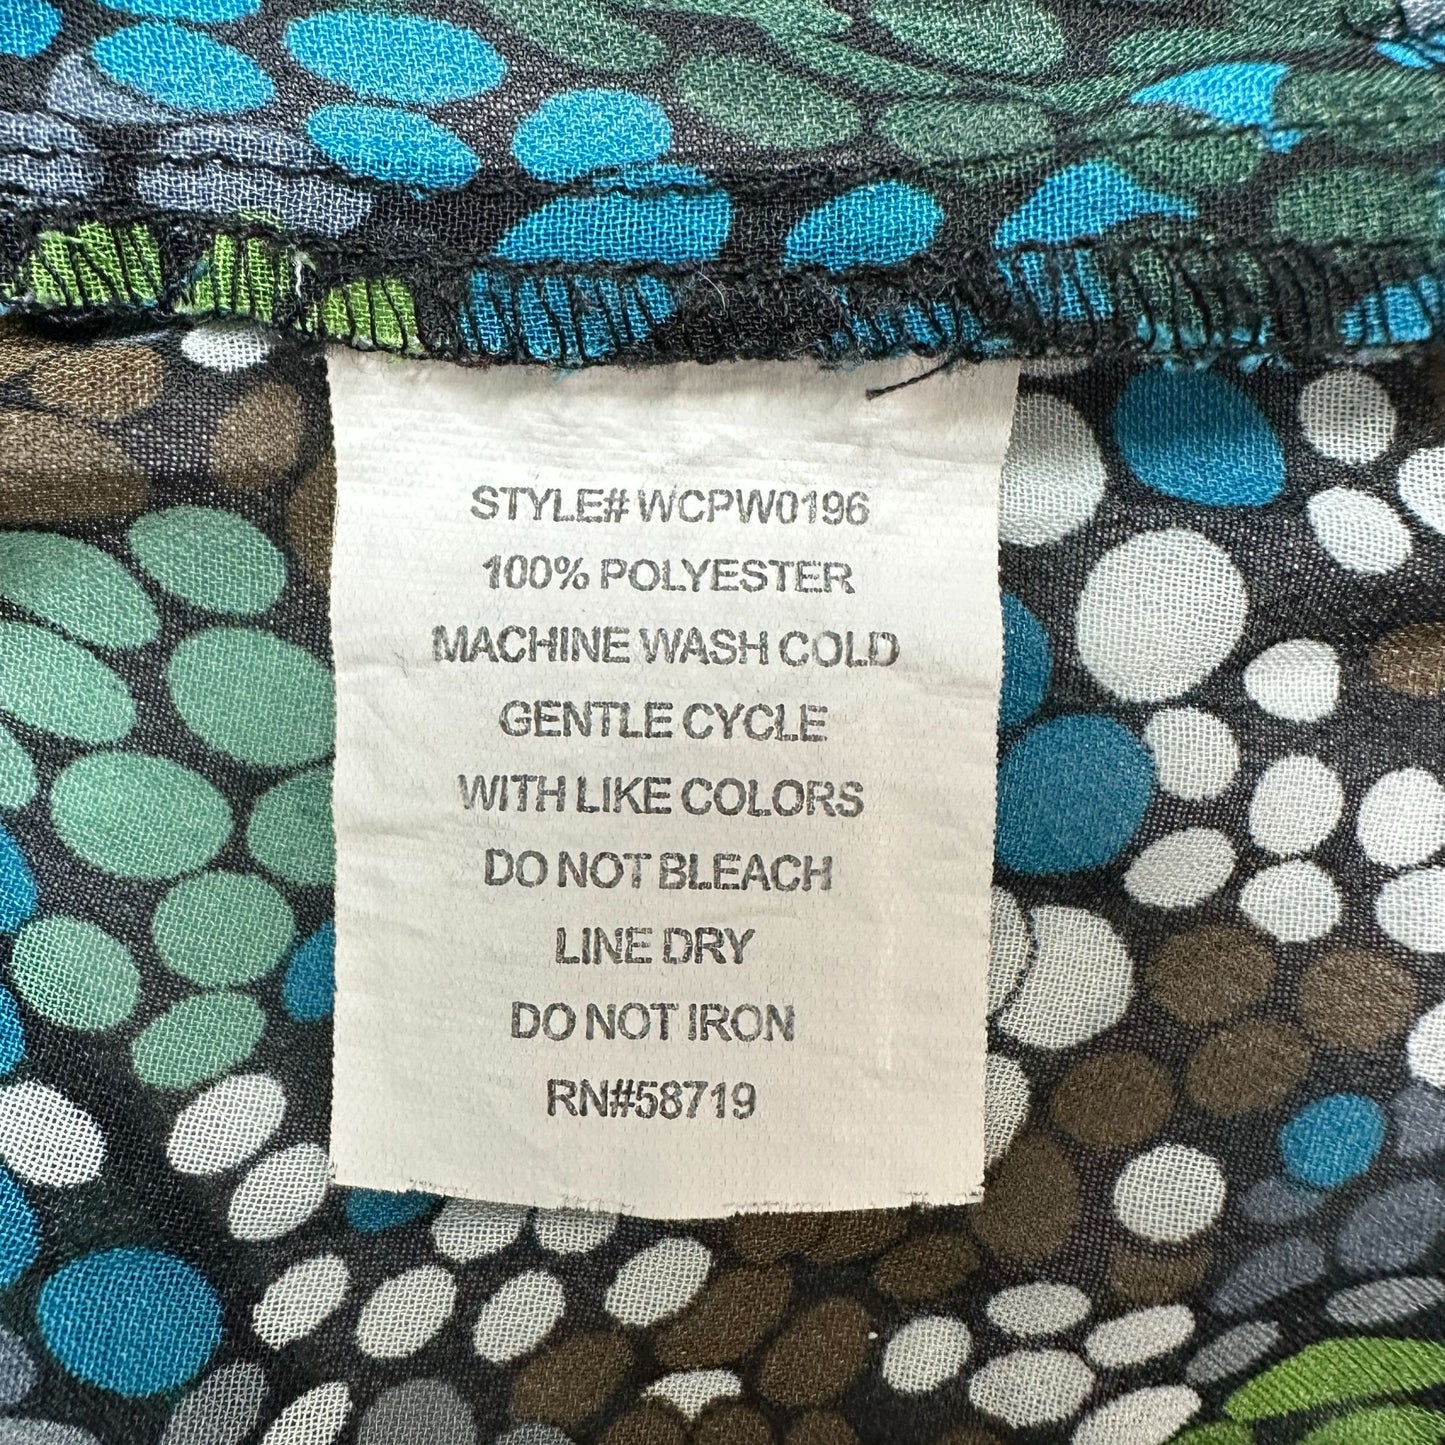 STYLE# WCPW0196
100% POLYESTER
MACHINE WASH COLD
GENTLE CYCLE
WITH LIKE COLORS
DO NOT BLEACH
LINE DRY
DO NOT IRON
RN#58719